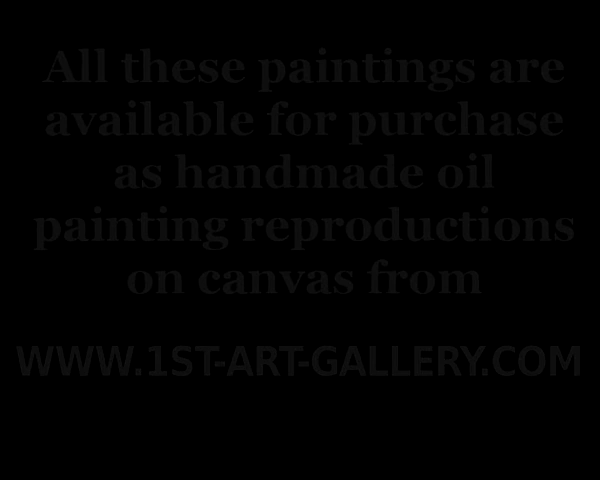 All these paintings are
available for purchase
as handmade oil
painting reproductions
on canvas from
WWW.1ST-ART-GALLERY.COM